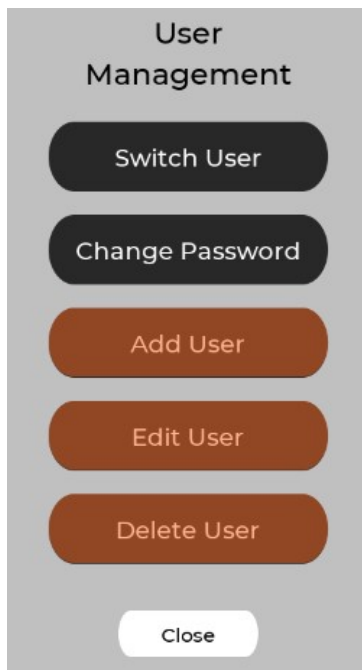 User
Management
Switch User
Change Password
Add User
Edit User
Delete User
Close